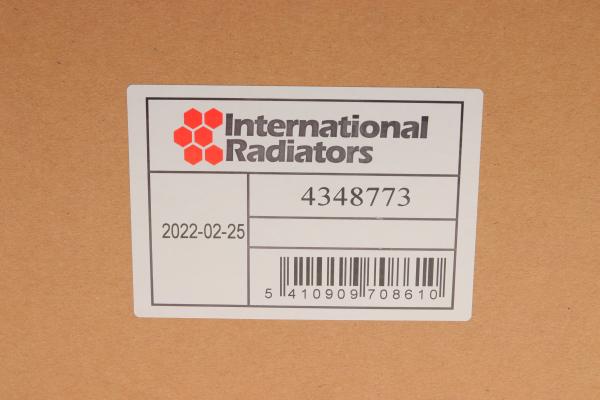 International
Radiators
4348773
2022-02-25
5 410909 708610